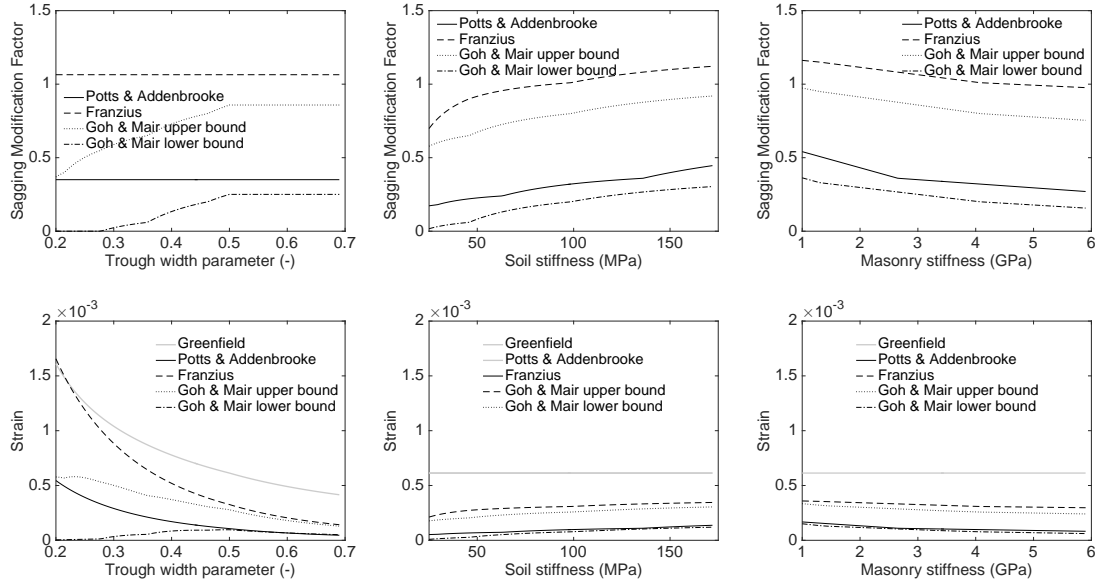 Sagging Modification Factor
1.5
1
0.5
0
Potts & Addenbrooke
Franzius
Goh & Mair upper bound
Goh & Mair lower bound
0.2 0.3 0.4 0.5 0.6 0.7
Trough width parameter (-)
Sagging Modification Factor
1.5
1
0.5
0
Potts & Addenbrooke
Franzius
Goh & Mair upper bound
Goh & Mair lower bound
50 100 150
Soil stiffness (MPa)
Sagging Modification Factor
1.5
1
0.5
0
Potts & Addenbrooke
Franzius
Goh & Mair upper bound
Goh & Mair lower bound
1 2 3 4 5 6
Masonry stiffness (GPa)
×10⁻³
Strain
2
1.5
1
0.5
0
Greenfield
Potts & Addenbrooke
Franzius
Goh & Mair upper bound
Goh & Mair lower bound
0.2 0.3 0.4 0.5 0.6 0.7
Trough width parameter (-)
×10⁻³
Strain
2
1.5
1
0.5
0
Greenfield
Potts & Addenbrooke
Franzius
Goh & Mair upper bound
Goh & Mair lower bound
50 100 150
Soil stiffness (MPa)
×10⁻³
Strain
2
1.5
1
0.5
0
Greenfield
Potts & Addenbrooke
Franzius
Goh & Mair upper bound
Goh & Mair lower bound
1 2 3 4 5 6
Masonry stiffness (GPa)